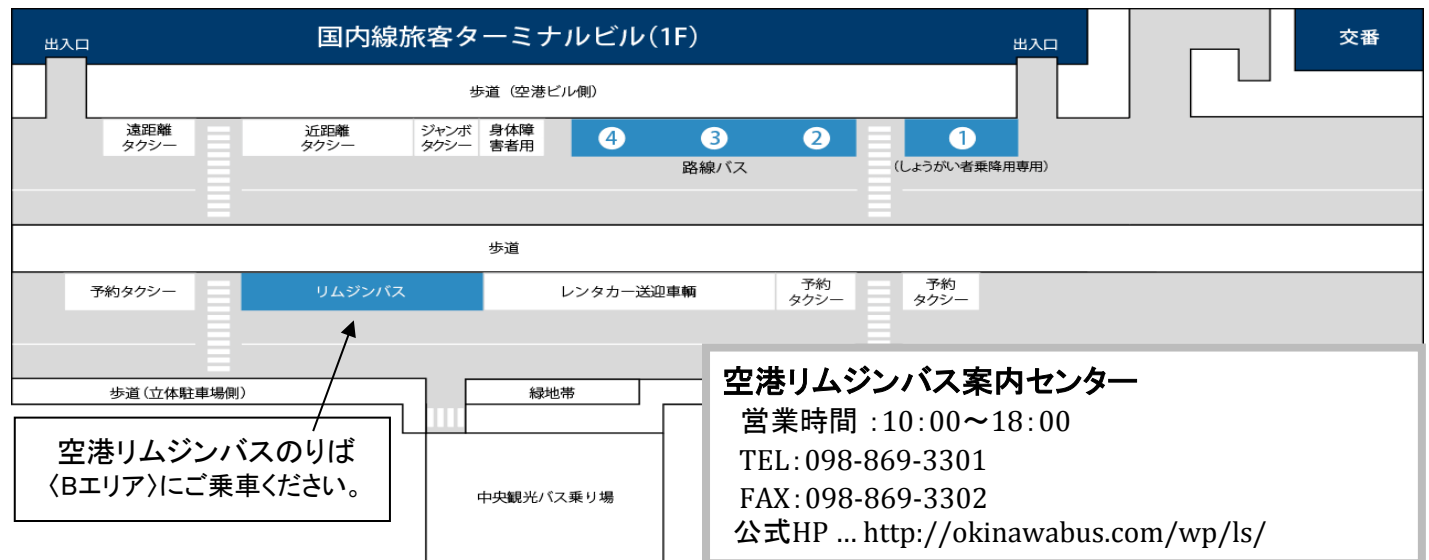 出入口
国内線旅客ターミナルビル(1F)
出入口
交番
歩道 (空港ビル側)
遠距離
タクシー
近距離
タクシー
ジャンボ
タクシー
身体障
害者用
4
3
2
1
路線バス
(しょうがい者乗降用専用)
歩道
予約タクシー
リムジンバス
レンタカー送迎車輌
予約
タクシー
予約
タクシー
歩道(立体駐車場側)
緑地帯
空港リムジンバスのりば
〈Bエリア〉にご乗車ください。
中央観光バス乗り場
空港リムジンバス案内センター
営業時間 :10:00～18:00
TEL:098-869-3301
FAX:098-869-3302
公式HP … http://okinawabus.com/wp/ls/